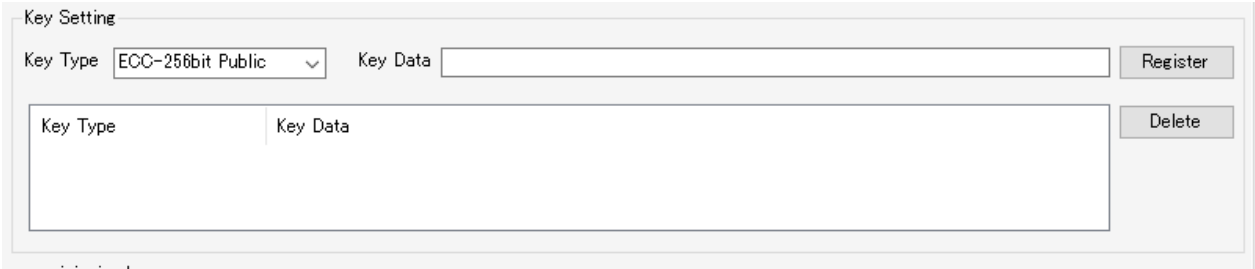 Key Setting
Key Type ECC-256bit Public Key Data Register
Key Type Key Data Delete